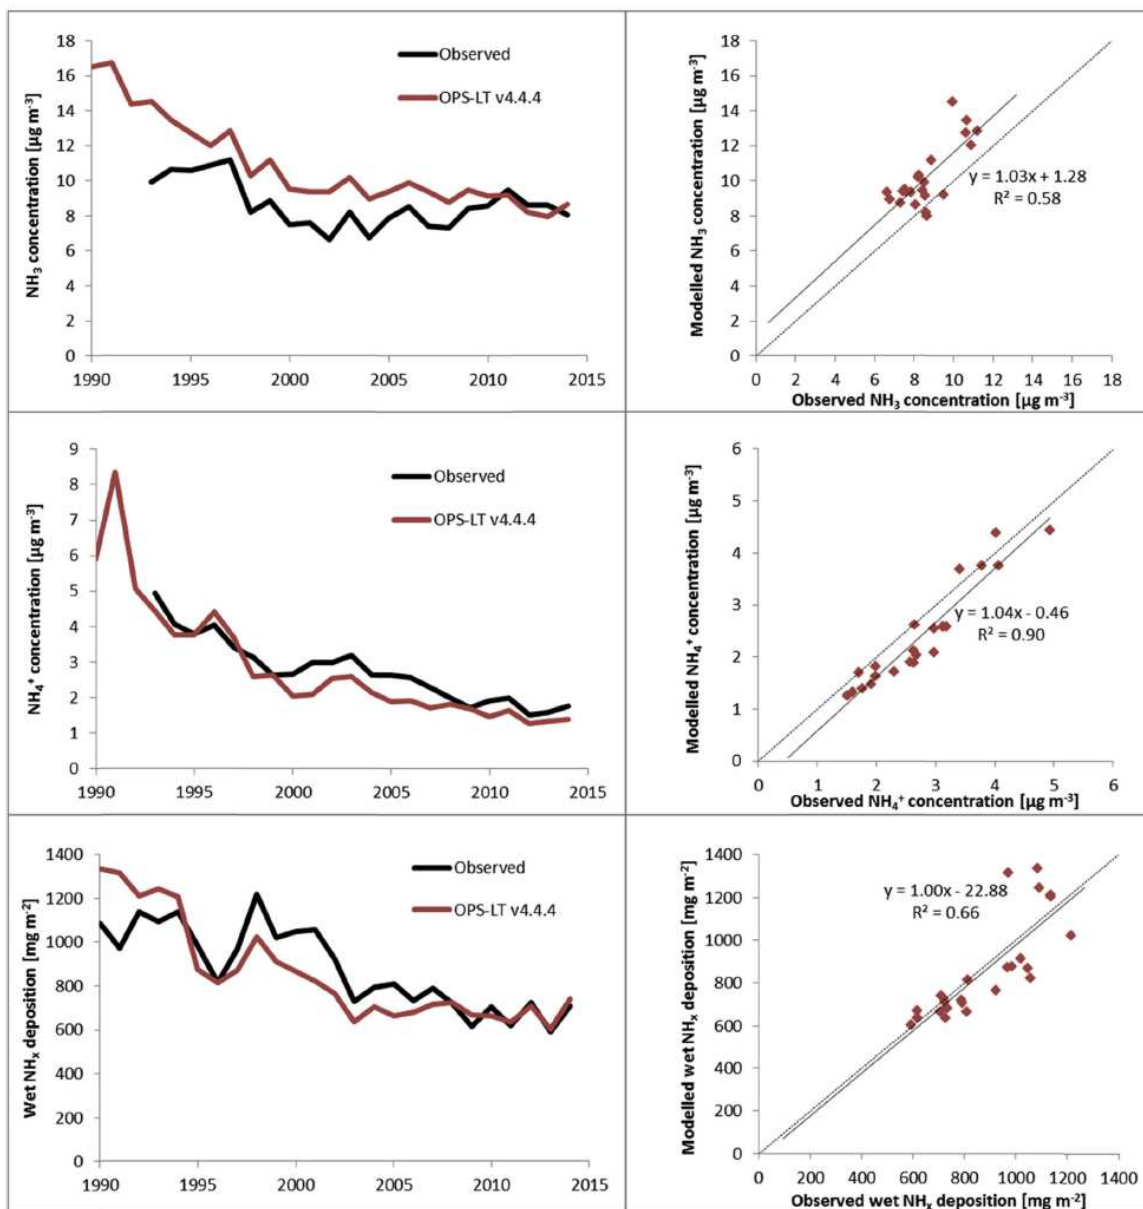 NH₃ concentration [µg m⁻³]
18
16
14
12
10
8
6
4
2
0
1990 1995 2000 2005 2010 2015
Observed
OPS-LT v4.4.4
Modelled NH₃ concentration [µg m⁻³]
18
16
14
12
10
8
6
4
2
0
y = 1.03x + 1.28
R² = 0.58
0 2 4 6 8 10 12 14 16 18
Observed NH₃ concentration [µg m⁻³]
NH₄⁺ concentration [µg m⁻³]
9
8
7
6
5
4
3
2
1
0
1990 1995 2000 2005 2010 2015
Observed
OPS-LT v4.4.4
Modelled NH₄⁺ concentration [µg m⁻³]
6
5
4
3
2
1
0
y = 1.04x - 0.46
R² = 0.90
0 1 2 3 4 5 6
Observed NH₄⁺ concentration [µg m⁻³]
Wet NHₓ deposition [mg m⁻²]
1400
1200
1000
800
600
400
200
0
1990 1995 2000 2005 2010 2015
Observed
OPS-LT v4.4.4
Modelled wet NHₓ deposition [mg m⁻²]
1400
1200
1000
800
600
400
200
0
y = 1.00x - 22.88
R² = 0.66
0 200 400 600 800 1000 1200 1400
Observed wet NHₓ deposition [mg m⁻²]